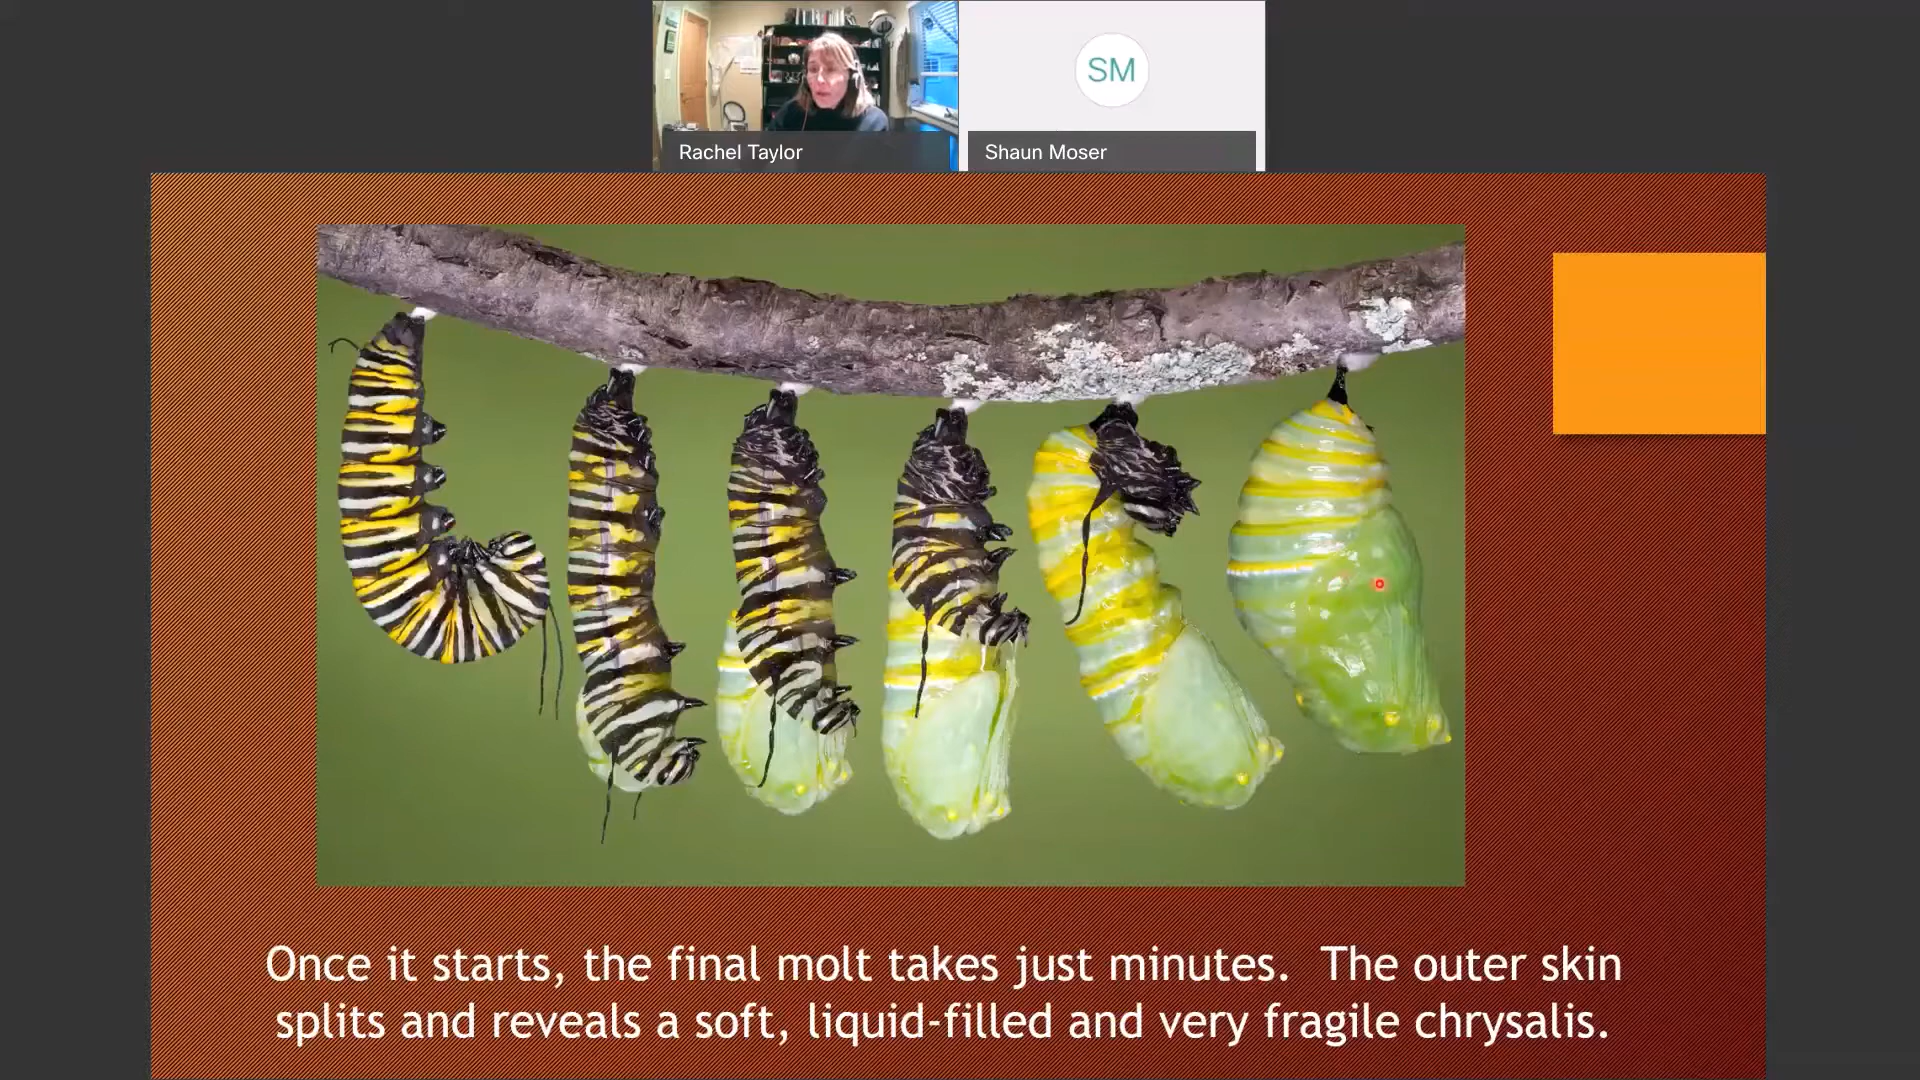 SM
Rachel Taylor
Shaun Moser
Once it starts, the final molt takes just minutes. The outer skin
splits and reveals a soft, liquid-filled and very fragile chrysalis.